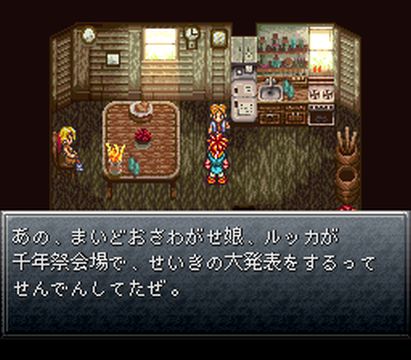 あの、まいどおさわがせ娘、ルッカが
千年祭会場で、せいきの大発表をするって
せんでんしてたぜ。